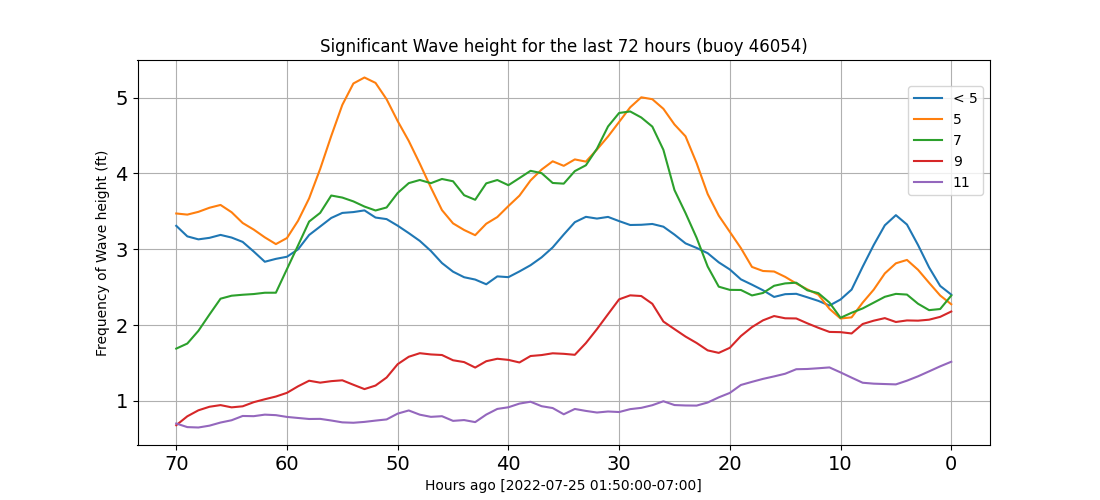 Significant Wave height for the last 72 hours (buoy 46054)
Frequency of Wave height (ft)
5
4
3
2
1
< 5
5
7
9
11
70 60 50 40 30 20 10 0
Hours ago [2022-07-25 01:50:00-07:00]